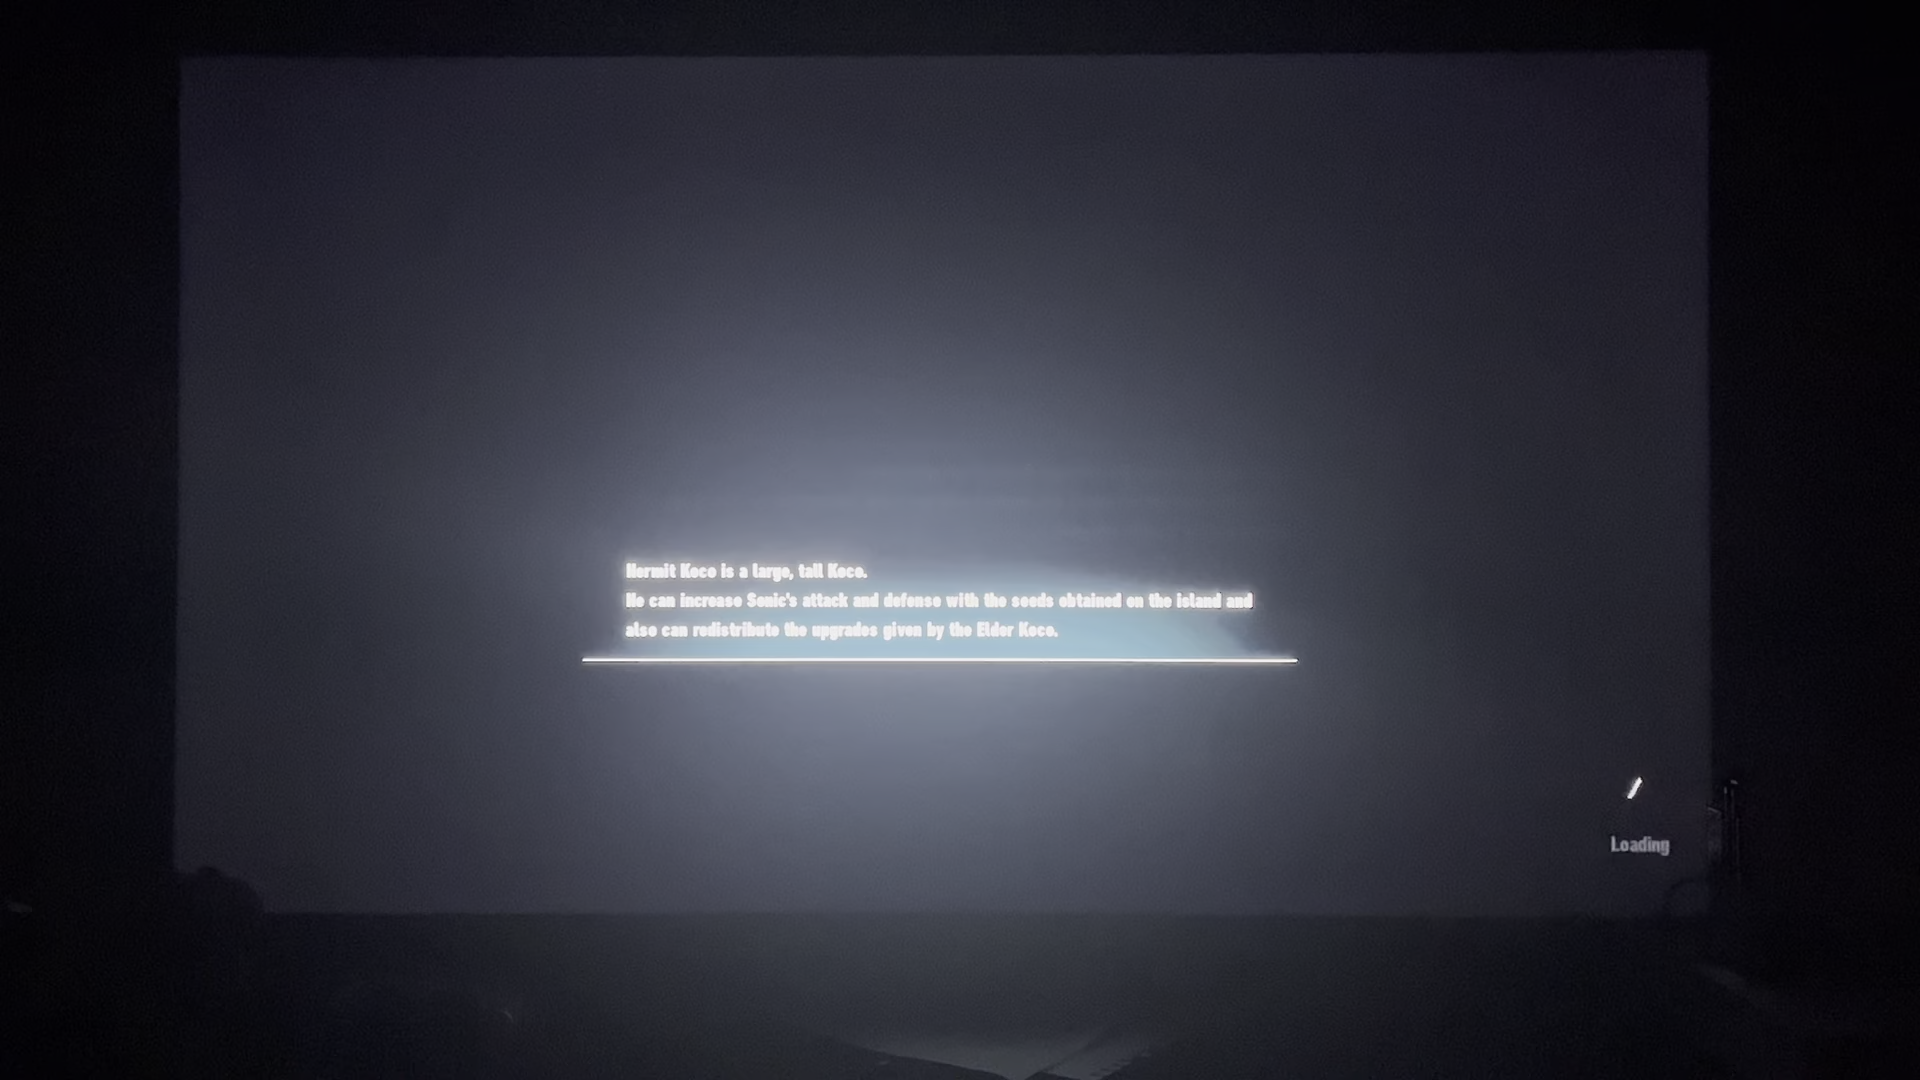 Hermit Koco is a large, tall Koco.
He can increase Sonic's attack and defense with the seeds obtained on the island and
also can redistribute the upgrades given by the Elder Koco.
Loading